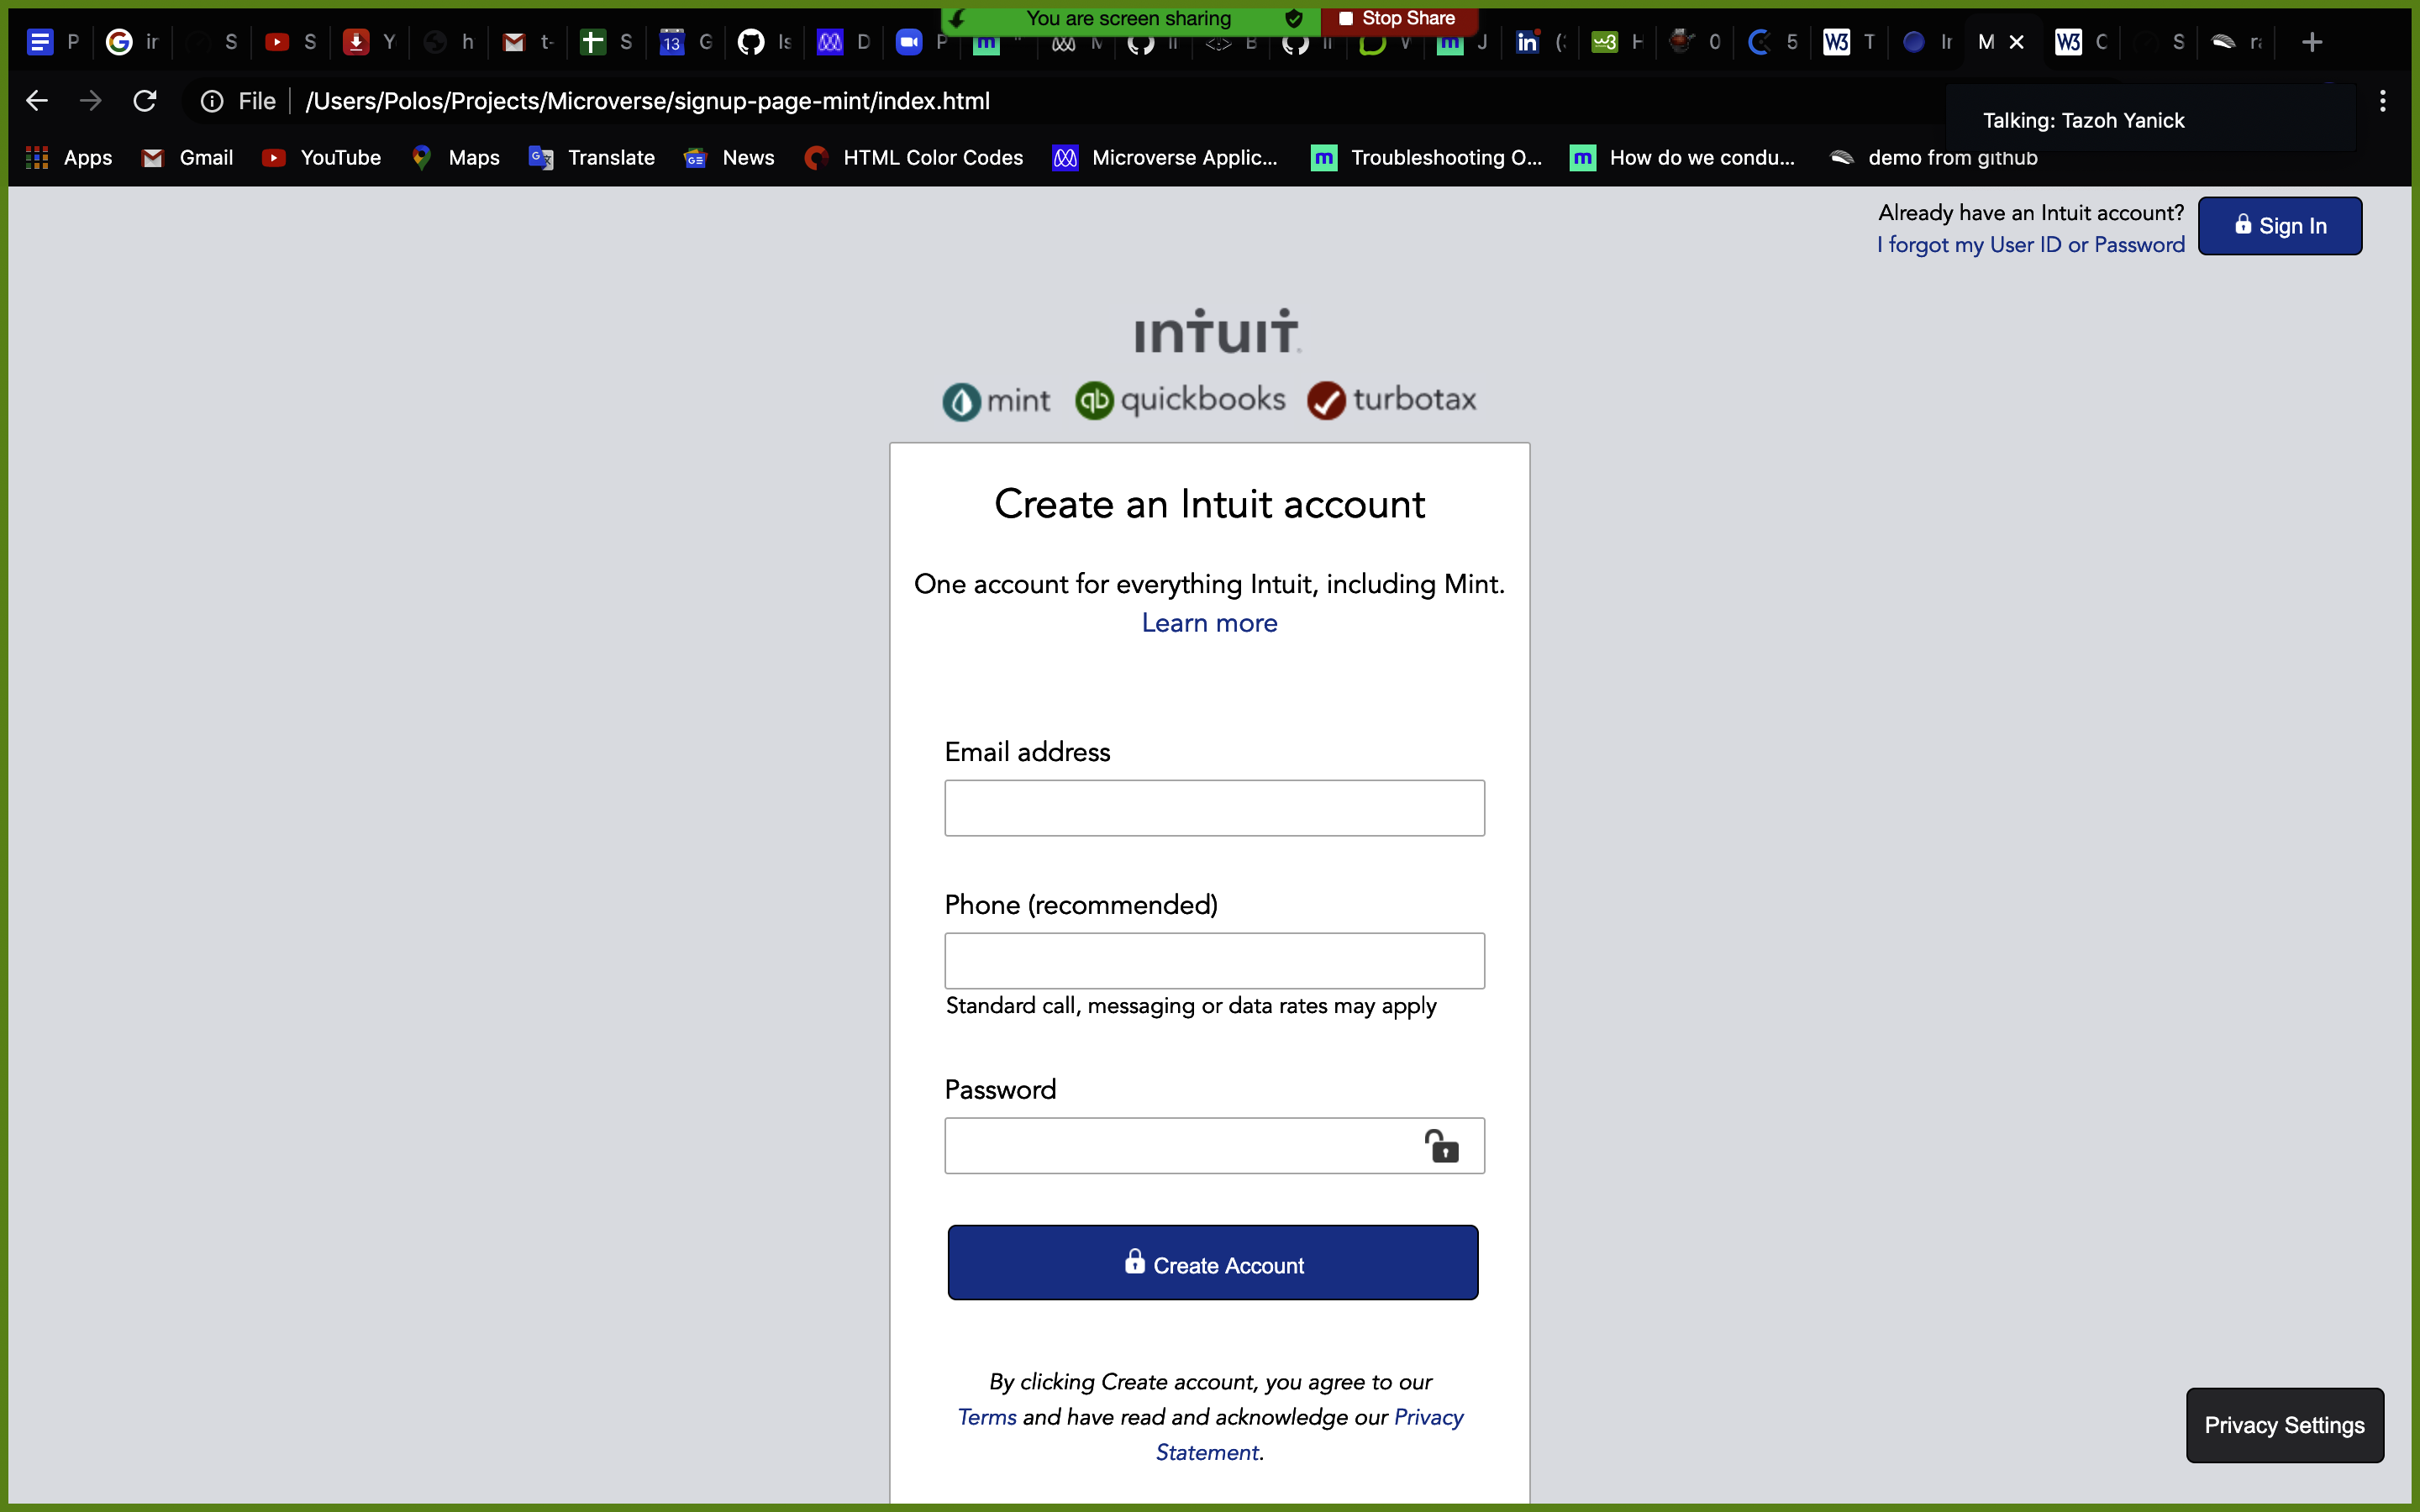 You are screen sharing Stop Share
P ir S S Y h t- S G Is D P J 5 T Ir M C S
File /Users/Polos/Projects/Microverse/signup-page-mint/index.html
Talking: Tazoh Yanick
Apps Gmail YouTube Maps Translate News HTML Color Codes Microverse Applic... Troubleshooting O... How do we condu... demo from github
Already have an Intuit account?
I forgot my User ID or Password
Sign In
intuit
mint quickbooks turbotax
Create an Intuit account
One account for everything Intuit, including Mint.
Learn more
Email address
Phone (recommended)
Standard call, messaging or data rates may apply
Password
Create Account
By clicking Create account, you agree to our
Terms and have read and acknowledge our Privacy
Statement.
Privacy Settings